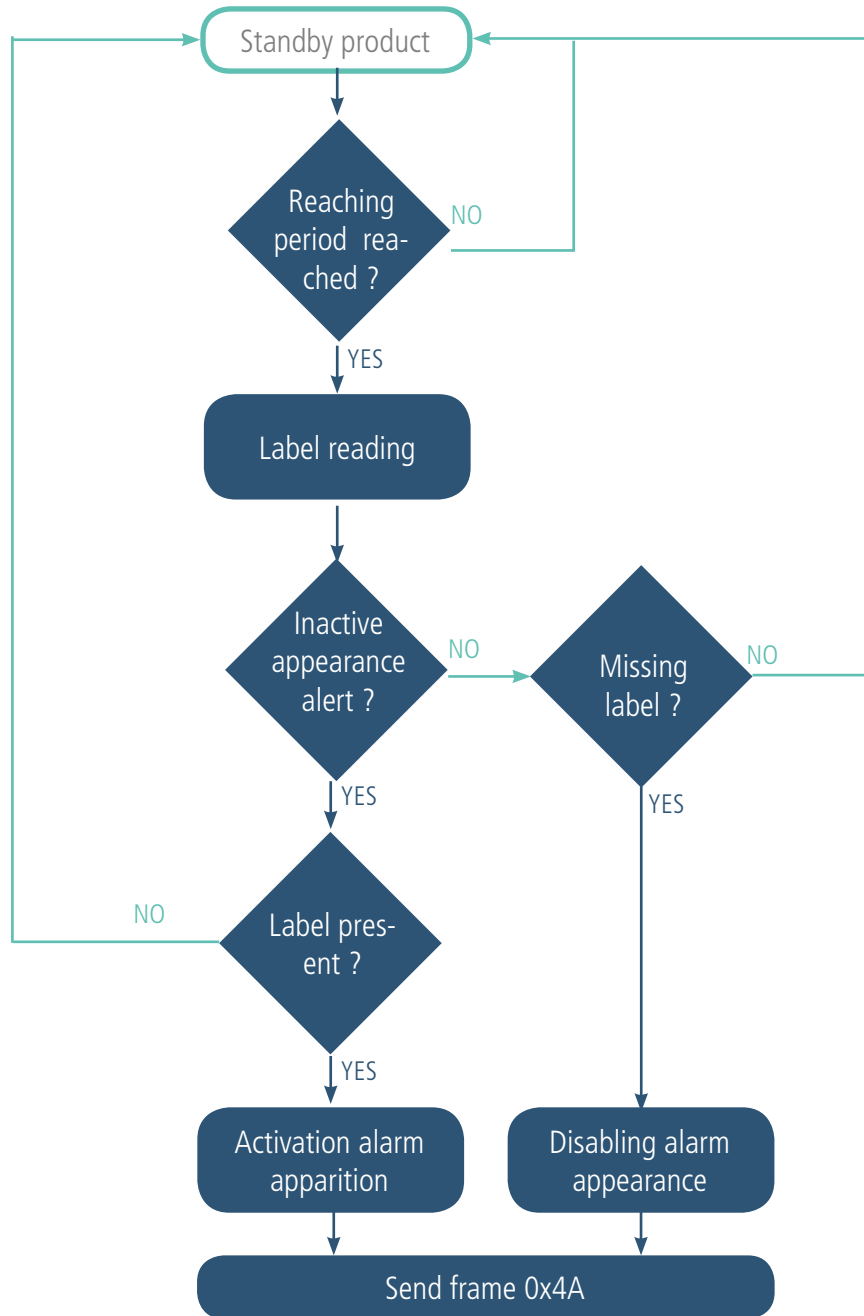 Standby product
Reaching
period reea-
ched ?
NO
YES
Label reading
Inactive
appearance
alert ?
NO
Missing
label ?
NO
YES
YES
Label pres-
ent ?
NO
YES
Activation alarm
apparition
Disabling alarm
appearance
Send frame 0x4A